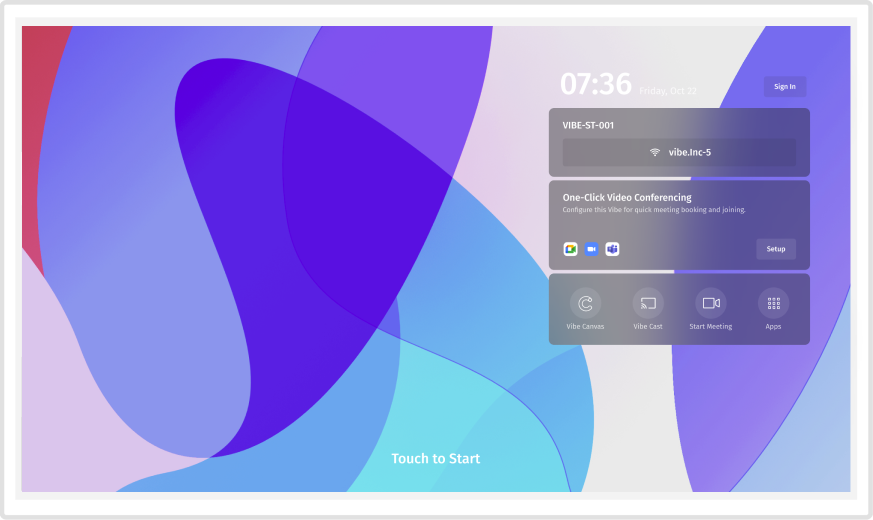 07:36 Friday, Oct 22
Sign In
VIBE-ST-001
vibe.Inc-5
One-Click Video Conferencing
Configure this Vibe for quick meeting booking and joining.
Setup
Vibe Canvas
Vibe Cast
Start Meeting
Apps
Touch to Start